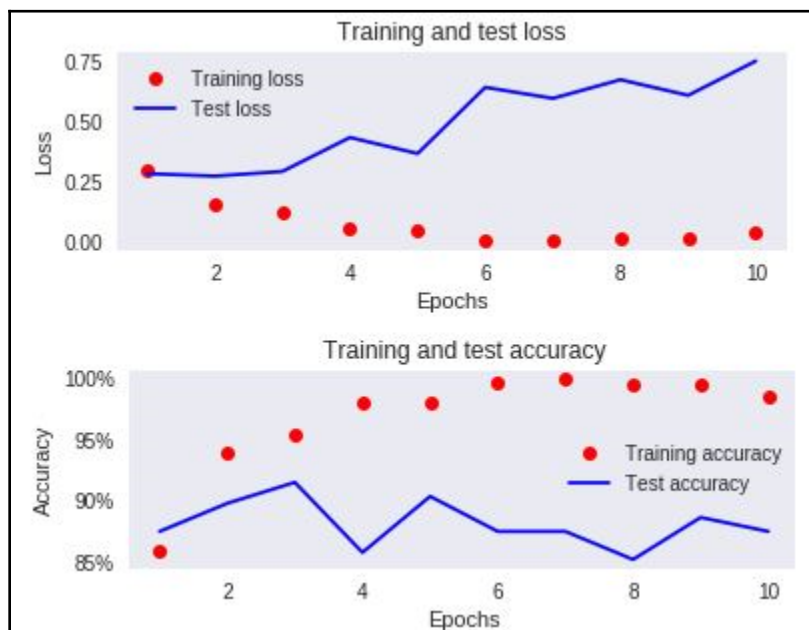 Training and test loss
0.75
0.50
0.25
0.00
Loss
Training loss
Test loss
2 4 6 8 10
Epochs
Training and test accuracy
100%
95%
90%
85%
Accuracy
Training accuracy
Test accuracy
2 4 6 8 10
Epochs